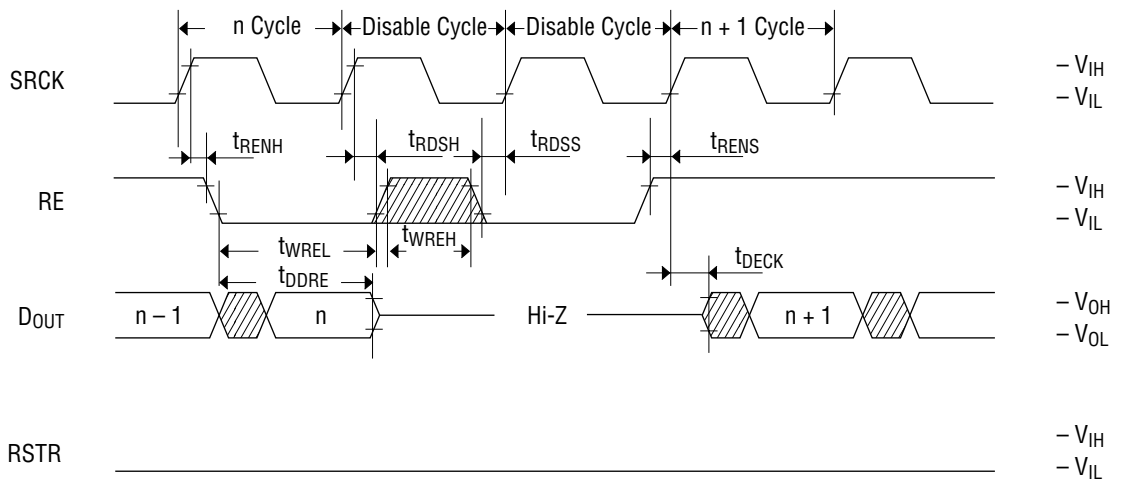 n Cycle Disable Cycle Disable Cycle n + 1 Cycle
SRCK
– VIH
– VIL
tRENH tRDSH tRDSS tRENS
RE
– VIH
– VIL
tWREL tWREH
tDDRE tDECK
DOUT
n – 1 n Hi-Z n + 1
– VOH
– VOL
RSTR
– VIH
– VIL